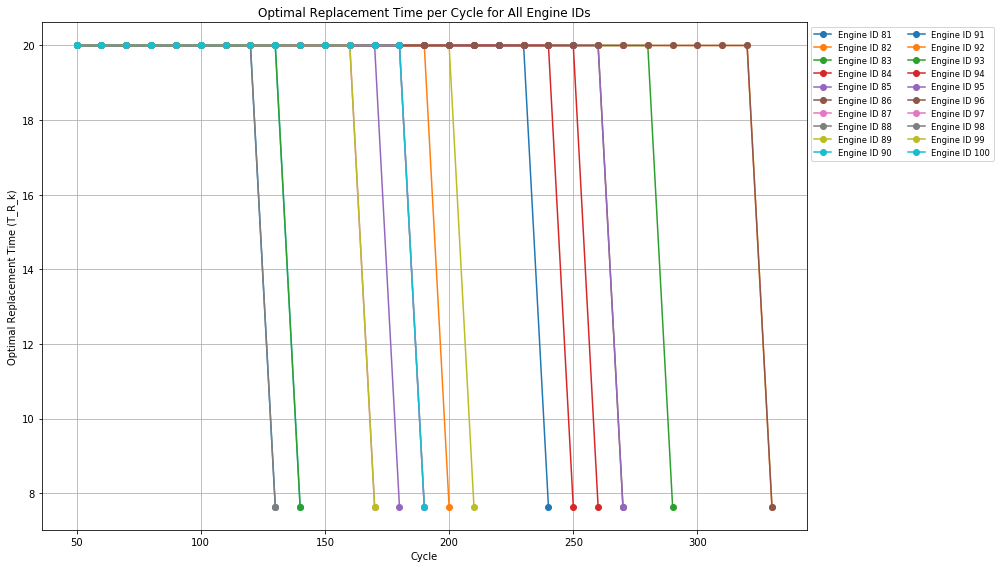 Optimal Replacement Time per Cycle for All Engine IDs
Optimal Replacement Time (T_R_k)
20
18
16
14
12
10
8
50
100
150
200
250
300
Cycle
Engine ID 81
Engine ID 82
Engine ID 83
Engine ID 84
Engine ID 85
Engine ID 86
Engine ID 87
Engine ID 88
Engine ID 89
Engine ID 90
Engine ID 91
Engine ID 92
Engine ID 93
Engine ID 94
Engine ID 95
Engine ID 96
Engine ID 97
Engine ID 98
Engine ID 99
Engine ID 100